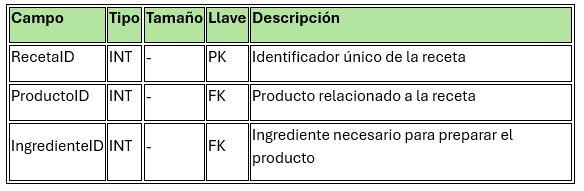 Campo Tipo Tamaño Llave Descripción
RecetaID INT - PK Identificador único de la receta
ProductoID INT - FK Producto relacionado a la receta
IngredienteID INT - FK Ingrediente necesario para preparar el
producto